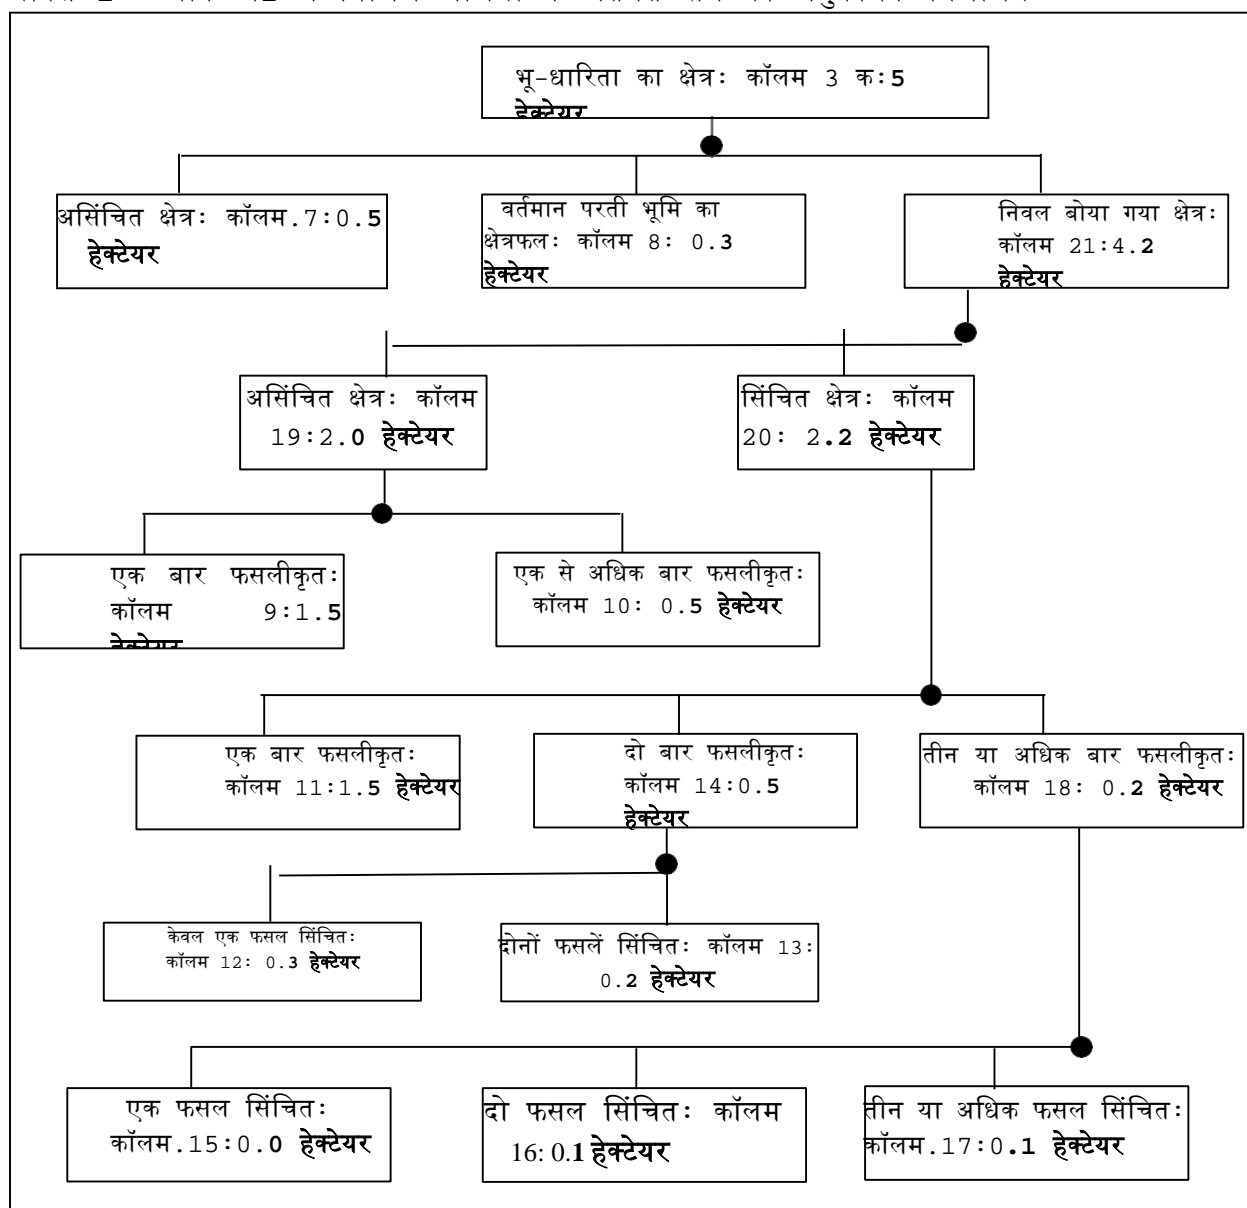 भू-धारिता का क्षेत्र: कॉलम 3 क:5
हेक्टेयर
असिंचित क्षेत्र: कॉलम.7:0.5
हेक्टेयर
वर्तमान परती भूमि का
क्षेत्रफल: कॉलम 8: 0.3
हेक्टेयर
निवल बोया गया क्षेत्र:
कॉलम 21:4.2
हेक्टेयर
असिंचित क्षेत्र: कॉलम
19:2.0 हेक्टेयर
सिंचित क्षेत्र: कॉलम
20: 2.2 हेक्टेयर
एक बार फसलीकृत:
कॉलम 9:1.5
हेक्टेयर
एक से अधिक बार फसलीकृत:
कॉलम 10: 0.5 हेक्टेयर
एक बार फसलीकृत:
कॉलम 11:1.5 हेक्टेयर
दो बार फसलीकृत:
कॉलम 14:0.5
हेक्टेयर
तीन या अधिक बार फसलीकृत:
कॉलम 18: 0.2 हेक्टेयर
केवल एक फसल सिंचित:
कॉलम 12: 0.3 हेक्टेयर
दोनों फसलें सिंचित: कॉलम 13:
0.2 हेक्टेयर
एक फसल सिंचित:
कॉलम.15:0.0 हेक्टेयर
दो फसल सिंचित: कॉलम
16: 0.1 हेक्टेयर
तीन या अधिक फसल सिंचित:
कॉलम.17:0.1 हेक्टेयर